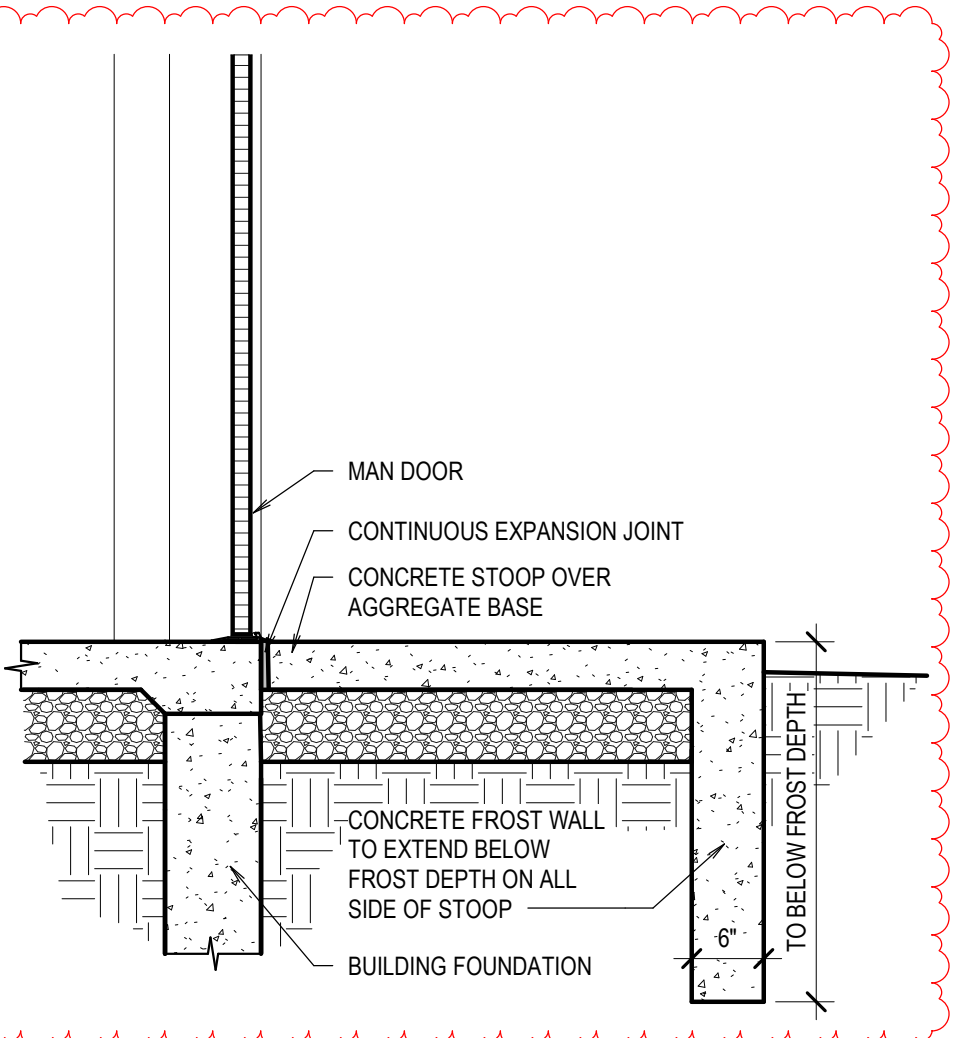 MAN DOOR
CONTINUOUS EXPANSION JOINT
CONCRETE STOOP OVER
AGGREGATE BASE
CONCRETE FROST WALL
TO EXTEND BELOW
FROST DEPTH ON ALL
SIDE OF STOOP
BUILDING FOUNDATION
6"
TO BELOW FROST DEPTH